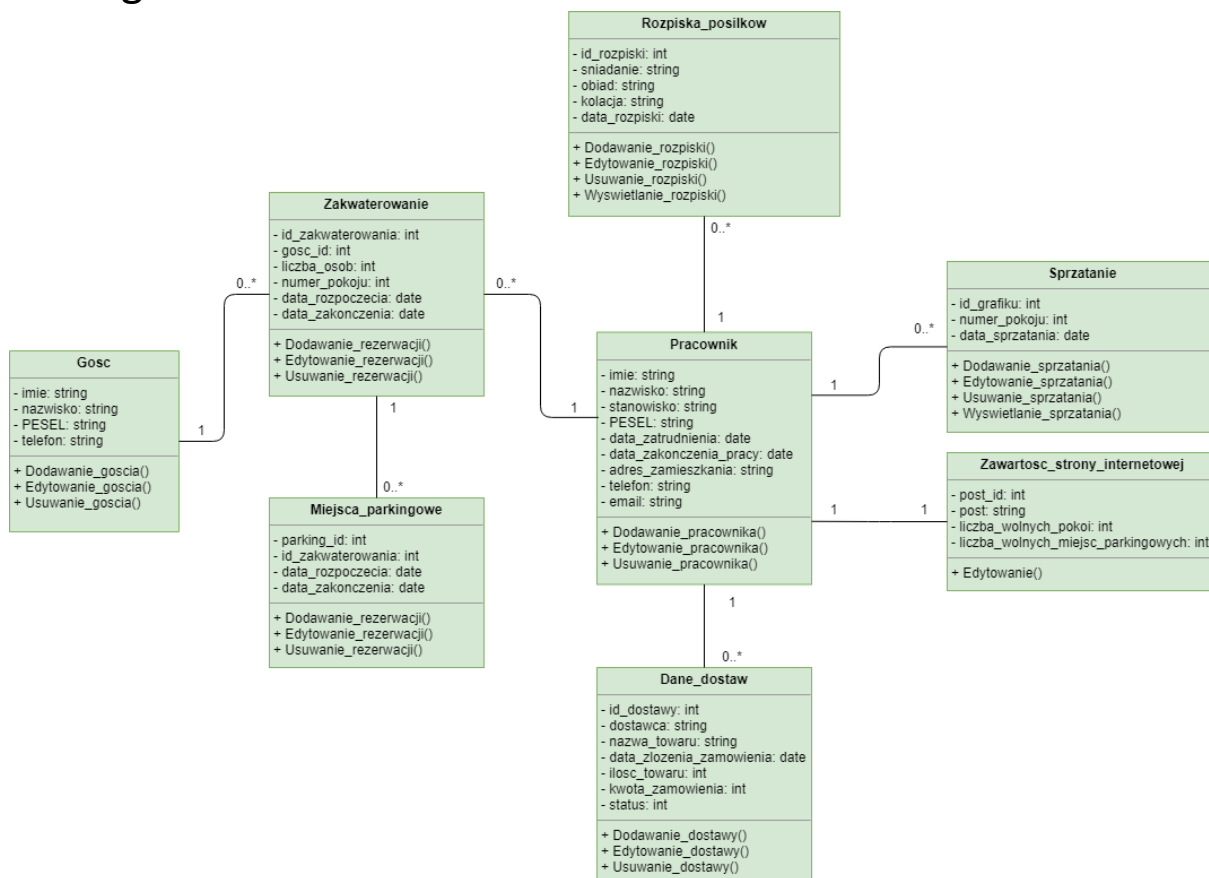 Rozpiska_posilkow
- id_rozpiski: int
- sniadanie: string
- obiad: string
- kolacja: string
- data_rozpiski: date
+ Dodawanie_rozpiski()
+ Edytowanie_rozpiski()
+ Usuwanie_rozpiski()
+ Wyswietlanie_rozpiski()
0..*
1
Zakwaterowanie
- id_zakwaterowania: int
- gosc_id: int
- liczba_osob: int
- numer_pokoju: int
- data_rozpoczecia: date
- data_zakonczenia: date
+ Dodawanie_rezerwacji()
+ Edytowanie_rezerwacji()
+ Usuwanie_rezerwacji()
0..*
0..*
1
1
Gosc
- imie: string
- nazwisko: string
- PESEL: string
- telefon: string
+ Dodawanie_goscia()
+ Edytowanie_goscia()
+ Usuwanie_goscia()
1
0..*
Miejsca_parkingowe
- parking_id: int
- id_zakwaterowania: int
- data_rozpoczecia: date
- data_zakonczenia: date
+ Dodawanie_rezerwacji()
+ Edytowanie_rezerwacji()
+ Usuwanie_rezerwacji()
Pracownik
- imie: string
- nazwisko: string
- stanowisko: string
- PESEL: string
- data_zatrudnienia: date
- data_zakonczenia_pracy: date
- adres_zamieszkania: string
- telefon: string
- email: string
+ Dodawanie_pracownika()
+ Edytowanie_pracownika()
+ Usuwanie_pracownika()
1
0..*
Sprzatanie
- id_grafiku: int
- numer_pokoju: int
- data_sprzatania: date
+ Dodawanie_sprzatania()
+ Edytowanie_sprzatania()
+ Usuwanie_sprzatania()
+ Wyswietlanie_sprzatania()
1
1
Zawartosc_strony_internetowej
- post_id: int
- post: string
- liczba_wolnych_pokoi: int
- liczba_wolnych_miejsc_parkingowych: int
+ Edytowanie()
1
0..*
Dane_dostaw
- id_dostawy: int
- dostawca: string
- nazwa_towaru: string
- data_zlozenia_zamowienia: date
- ilosc_towaru: int
- kwota_zamowienia: int
- status: int
+ Dodawanie_dostawy()
+ Edytowanie_dostawy()
+ Usuwanie_dostawy()